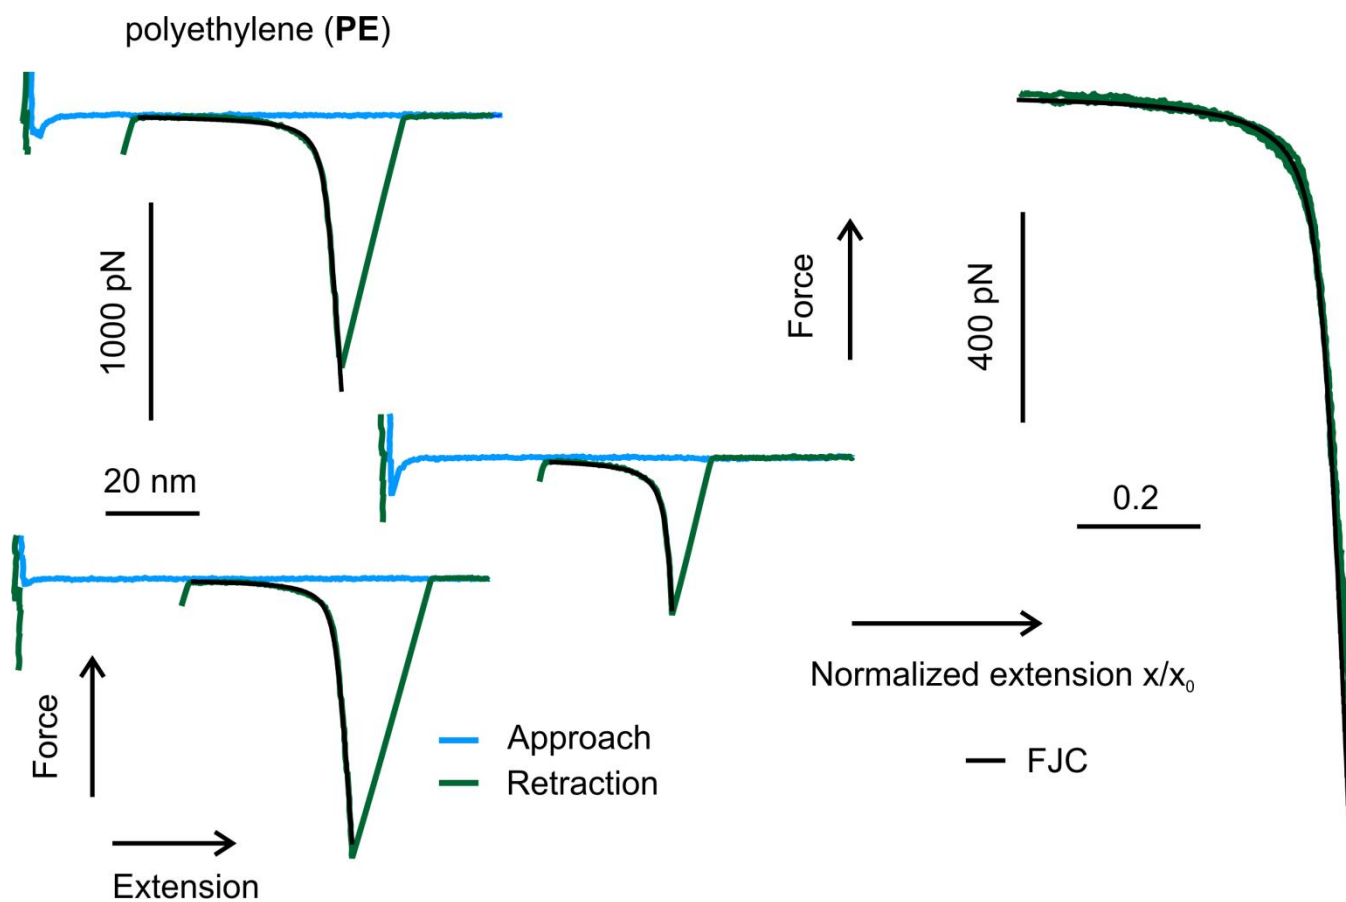 polyethylene (PE)
1000 pN
20 nm
Force
Extension
Approach
Retraction
Force
400 pN
0.2
Normalized extension x/x₀
FJC